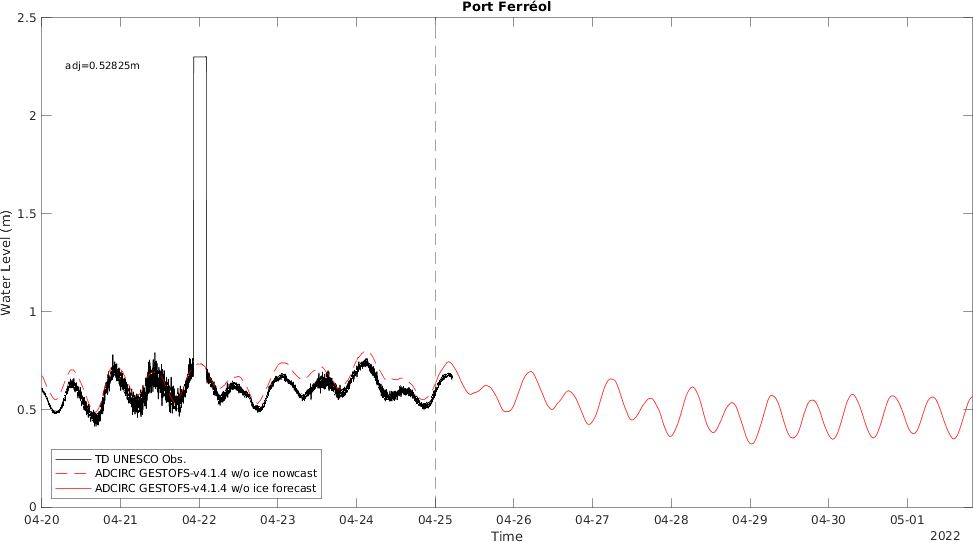 Port Ferréol
2.5
adj=0.52825m
2
1.5
Water Level (m)
1
0.5
TD UNESCO Obs.
ADCIRC GESTOFS-v4.1.4 w/o ice nowcast
ADCIRC GESTOFS-v4.1.4 w/o ice forecast
0
04-20 04-21 04-22 04-23 04-24 04-25 04-26 04-27 04-28 04-29 04-30 05-01
Time
2022